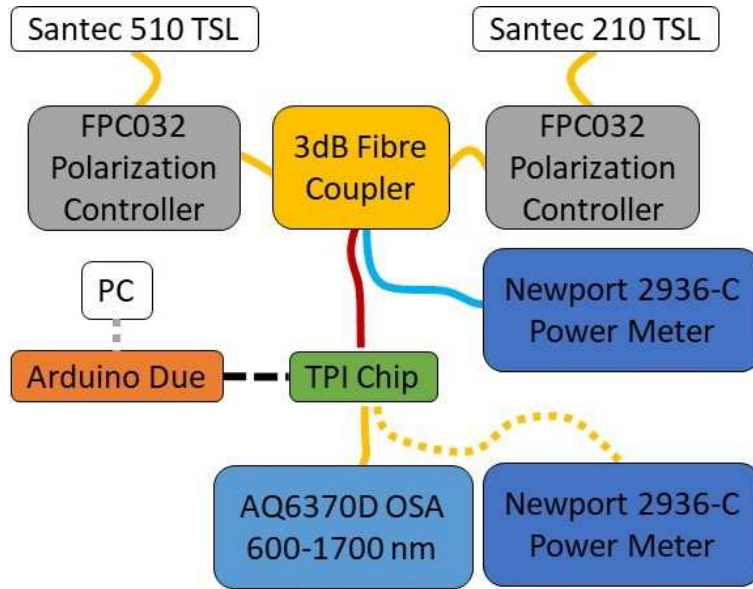 Santec 510 TSL
Santec 210 TSL
FPC032
Polarization
Controller
3dB Fibre
Coupler
FPC032
Polarization
Controller
PC
Newport 2936-C
Power Meter
Arduino Due
TPI Chip
AQ6370D OSA
600-1700 nm
Newport 2936-C
Power Meter